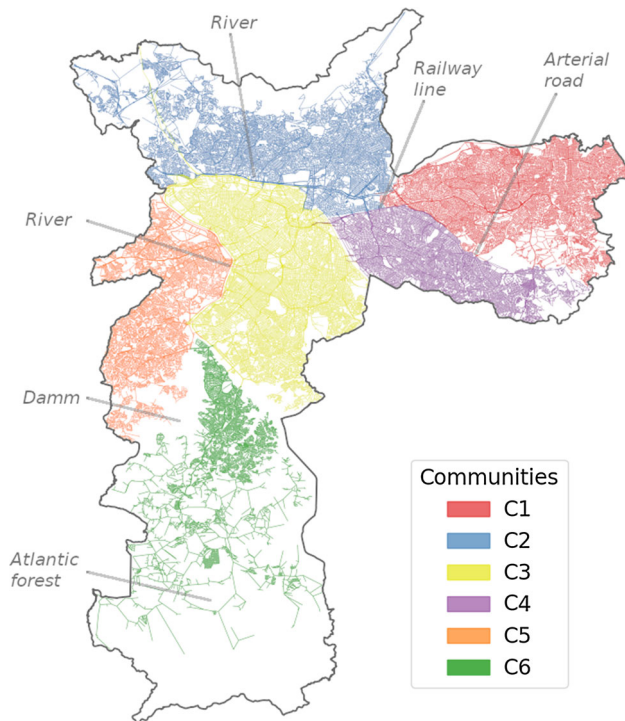 River
Railway
line
Arterial
road
River
Damm
Atlantic
forest
Communities
C1
C2
C3
C4
C5
C6